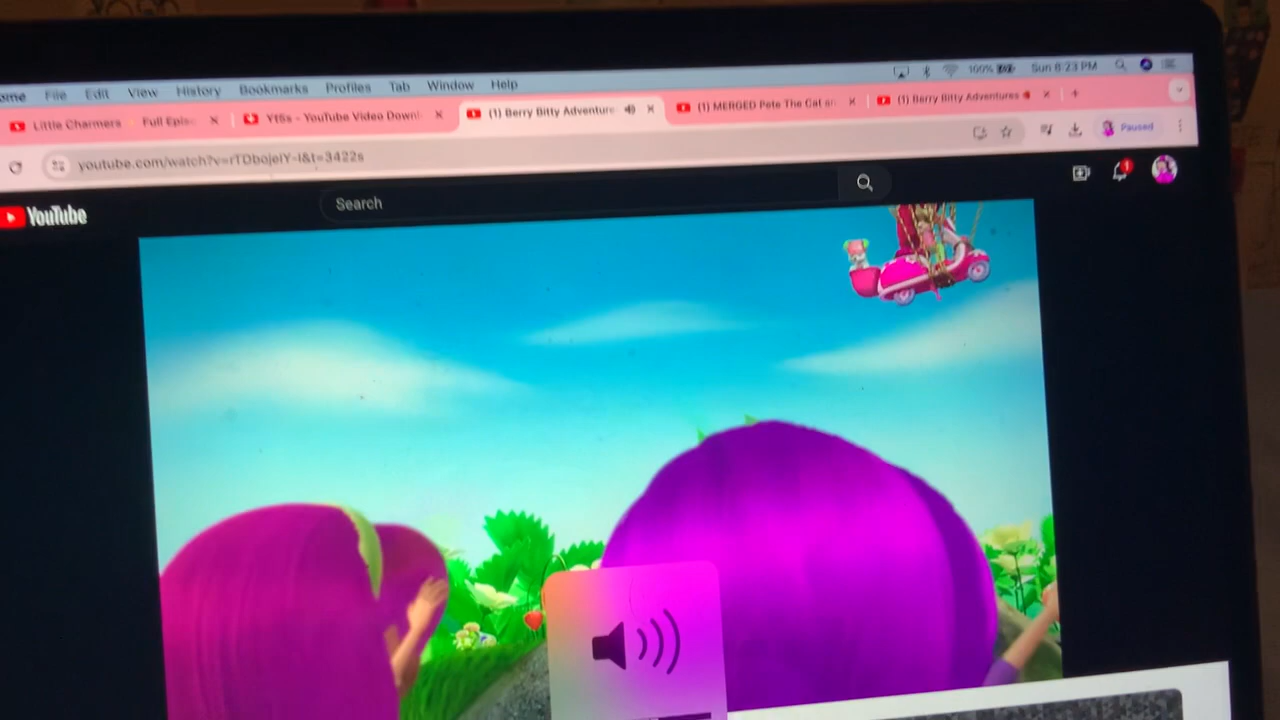 ome File Edit View History Bookmarks Profiles Tab Window Help 100% Sun 8:23 PM
Little Charmers Full Epis Yt5s - YouTube Video Downl (1) Berry Bitty Adventure (1) MERGED Pete The Cat an (1) Berry Bitty Adventures
youtube.com/watch?v=rTDbojeIY-I&t=3422s Paused
YouTube Search 1